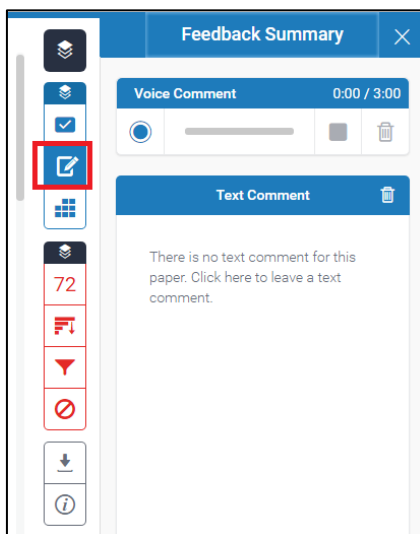 Feedback Summary
Voice Comment 0:00 / 3:00
Text Comment
There is no text comment for this
paper. Click here to leave a text
comment.
72